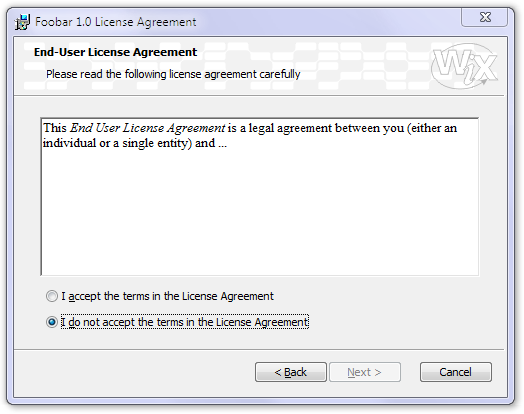 Foobar 1.0 License Agreement
End-User License Agreement
Please read the following license agreement carefully
WiX
This End User License Agreement is a legal agreement between you (either an
individual or a single entity) and ...
I accept the terms in the License Agreement
I do not accept the terms in the License Agreement
< Back
Next >
Cancel